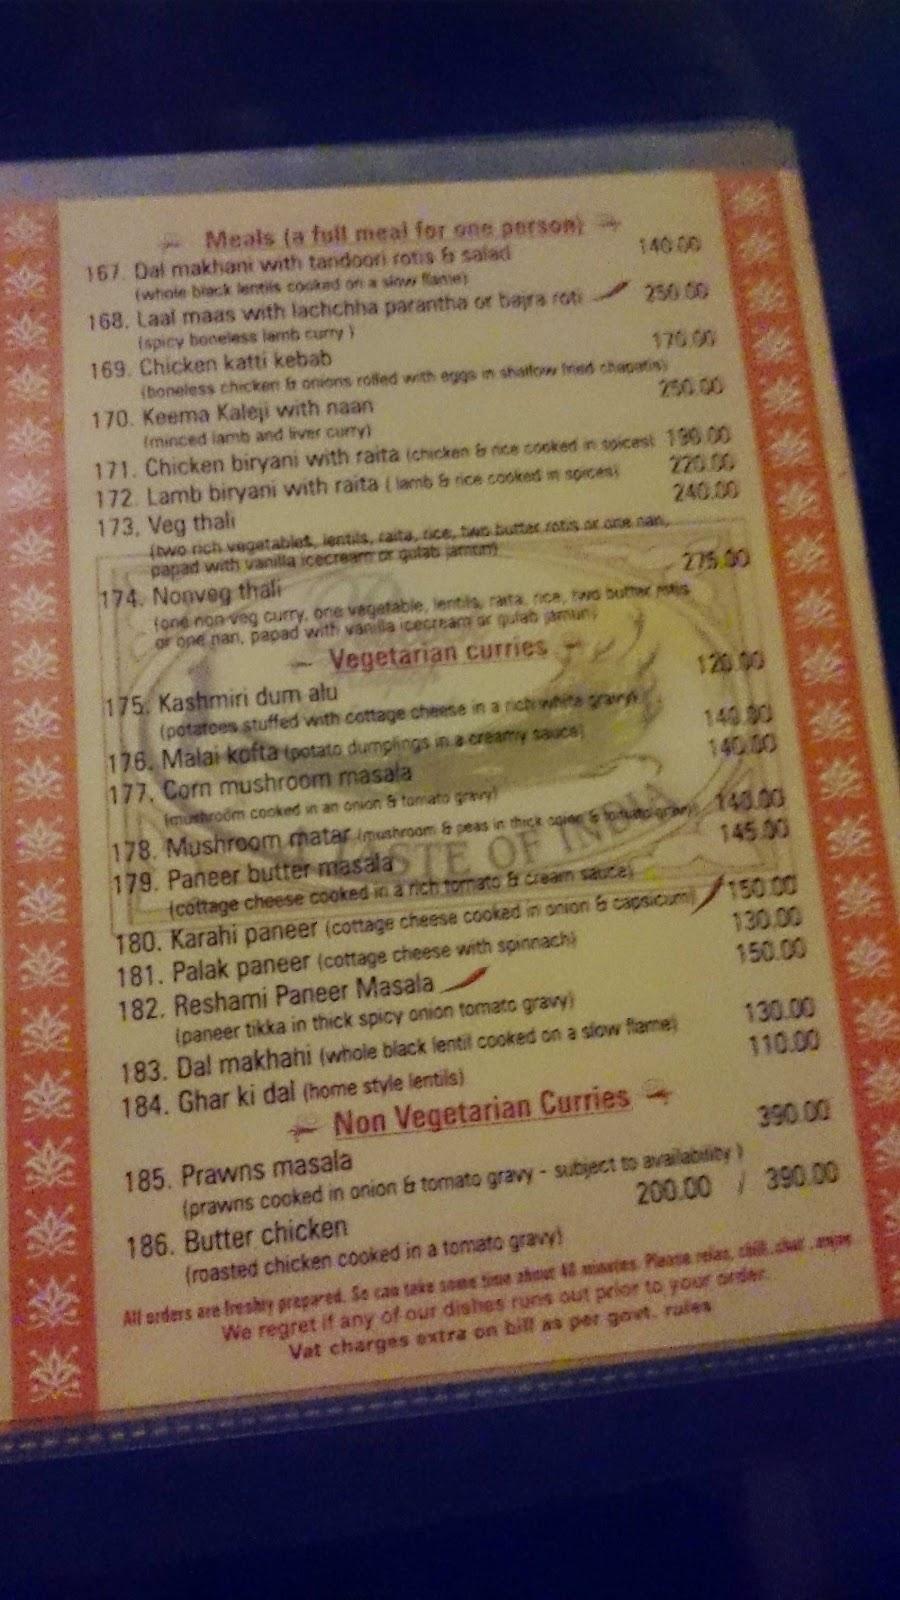 Meals (a full meal for one person)
167. Dal makhani with tandoori rotis & salad 140.00
(whole black lentils cooked on a slow flame)
168. Laal maas with lachchha parantha or bajra roti 250.00
(spicy boneless lamb curry )
169. Chicken katti kebab 170.00
(boneless chicken & onions rolled with eggs in shallow fried chapatis)
170. Keema Kaleji with naan 250.00
(minced lamb and liver curry)
171. Chicken biryani with raita (chicken & rice cooked in spices) 190.00
172. Lamb biryani with raita ( lamb & rice cooked in spices) 220.00
173. Veg thali 240.00
(two rich vegetables, lentils, raita, rice, two butter rotis or one nan,
papad with vanilla icecream or gulab jamun)
174. Nonveg thali 275.00
(one non veg curry, one vegetable, lentils, raita, rice, two butter rotis
or one nan, papad with vanilla icecream or gulab jamun)
Vegetarian curries
175. Kashmiri dum alu 120.00
(potatoes stuffed with cottage cheese in a rich white gravy)
176. Malai kofta (potato dumplings in a creamy sauce) 140.00
177. Corn mushroom masala 140.00
(mushroom cooked in an onion & tomato gravy)
178. Mushroom matar (mushroom & peas in thick onion & tomato gravy) 140.00
179. Paneer butter masala 145.00
(cottage cheese cooked in a rich tomato & cream sauce)
180. Karahi paneer (cottage cheese cooked in onion & capsicum) 150.00
181. Palak paneer (cottage cheese with spinnach) 130.00
182. Reshami Paneer Masala 150.00
(paneer tikka in thick spicy onion tomato gravy)
183. Dal makhahi (whole black lentil cooked on a slow flame) 130.00
184. Ghar ki dal (home style lentils) 110.00
Non Vegetarian Curries
185. Prawns masala 390.00
(prawns cooked in onion & tomato gravy - subject to availability )
186. Butter chicken 200.00 / 390.00
(roasted chicken cooked in a tomato gravy)
All orders are freshly prepared. So can take some time about minutes. Please relax, chill, chat , enjoy
We regret if any of our dishes runs out prior to your order.
Vat charges extra on bill as per govt. rules
TASTE OF INDIA